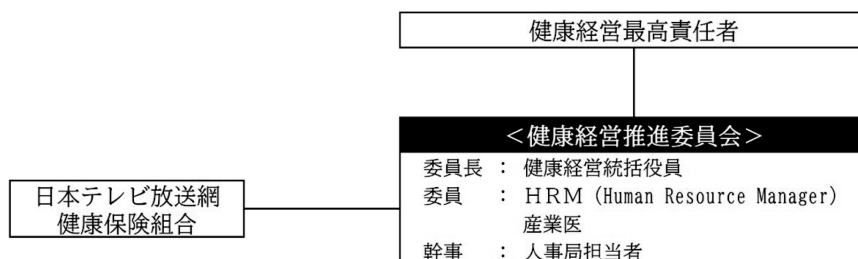 健康経営最高責任者
＜健康経営推進委員会＞
委員長 ： 健康経営統括役員
委員 ： ＨＲＭ (Human Resource Manager)
産業医
幹事 ： 人事局担当者
日本テレビ放送網
健康保険組合